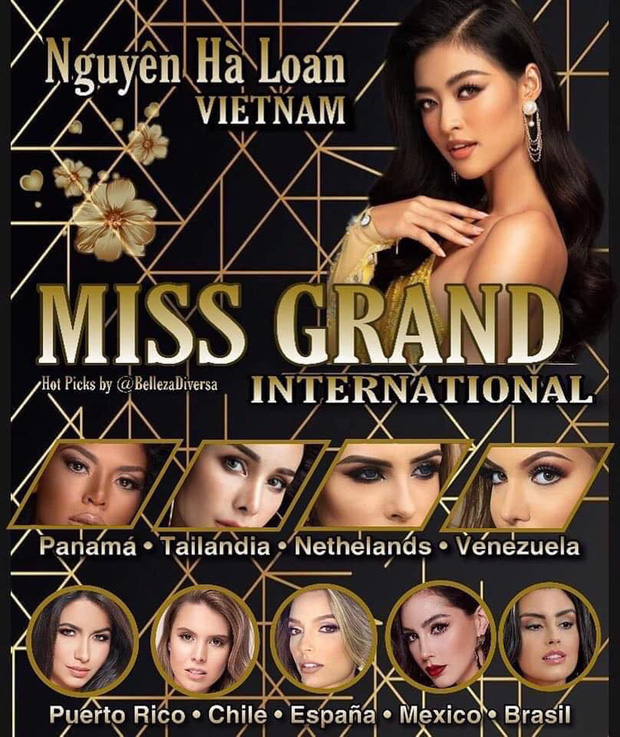 Nguyên Hà Loan
VIETNAM
MISS GRAND
Hot Picks by @BellezaDiversa
INTERNATIONAL
Panamá • Tailandia • Nethelands • Venezuela
Puerto Rico • Chile • España • Mexico • Brasil